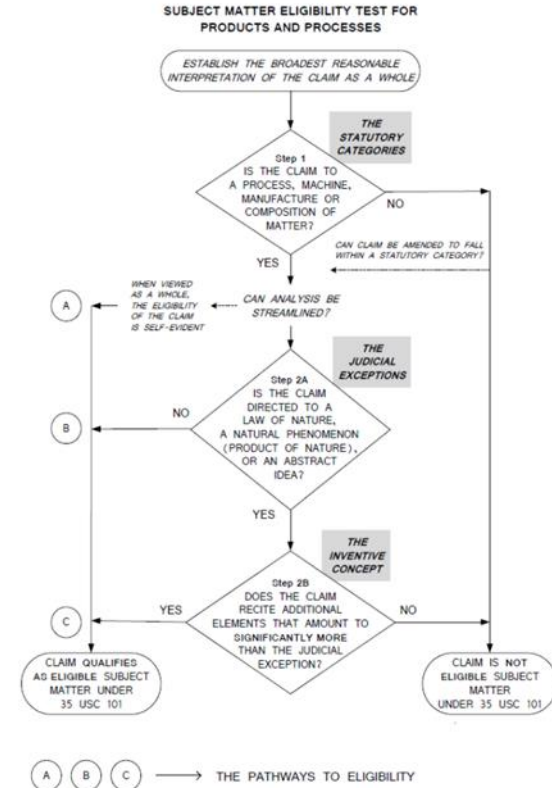 SUBJECT MATTER ELIGIBILITY TEST FOR
PRODUCTS AND PROCESSES
ESTABLISH THE BROADEST REASONABLE
INTERPRETATION OF THE CLAIM AS A WHOLE
THE
STATUTORY
CATEGORIES
Step 1
IS THE CLAIM TO
A PROCESS, MACHINE,
MANUFACTURE OR
COMPOSITION OF
MATTER?
NO
YES
CAN CLAIM BE AMENDED TO FALL
WITHIN A STATUTORY CATEGORY?
A
WHEN VIEWED
AS A WHOLE,
THE ELIGIBILITY
OF THE CLAIM
IS SELF-EVIDENT
CAN ANALYSIS BE
STREAMLINED?
THE
JUDICIAL
EXCEPTIONS
Step 2A
IS THE CLAIM
DIRECTED TO A
LAW OF NATURE,
A NATURAL PHENOMENON
(PRODUCT OF NATURE),
OR AN ABSTRACT
IDEA?
NO
B
YES
THE
INVENTIVE
CONCEPT
Step 2B
DOES THE CLAIM
RECITE ADDITIONAL
ELEMENTS THAT AMOUNT TO
SIGNIFICANTLY MORE
THAN THE JUDICIAL
EXCEPTION?
C
YES
NO
CLAIM QUALIFIES
AS ELIGIBLE SUBJECT
MATTER UNDER
35 USC 101
CLAIM IS NOT
ELIGIBLE SUBJECT
MATTER
UNDER 35 USC 101
A B C THE PATHWAYS TO ELIGIBILITY